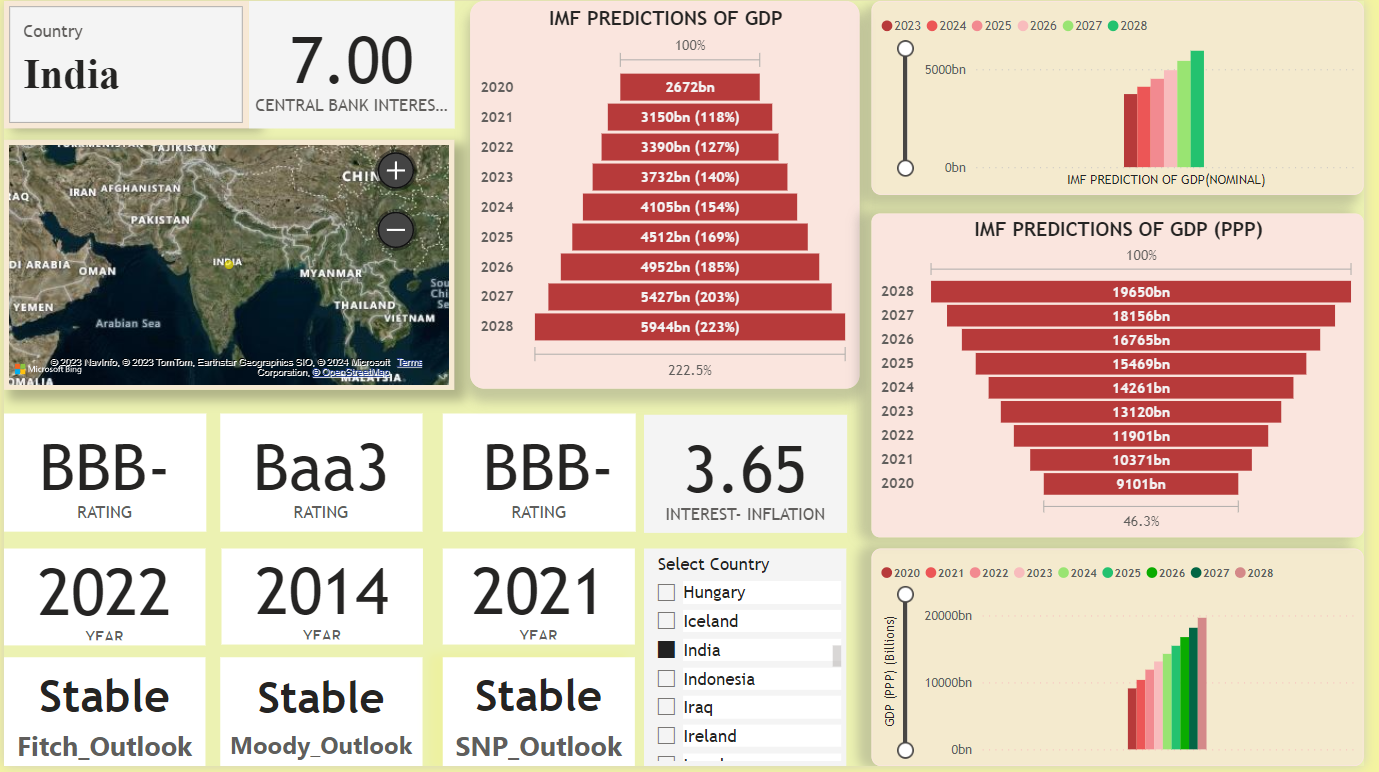 Country
India
7.00
CENTRAL BANK INTERES...
TAJIKISTAN
CHIN
IRAN
AFGHANISTAN
PAKISTAN
DI ARABIA
OMAN
INDIA
MYANMAR
YEMEN
THAILAND
VIETNAM
Arabian Sea
Sou
Chi
Se
© 2023 NavInfo, © 2023 TomTom, Earthstar Geographics SIO, © 2024 Microsoft Corporation, © OpenStreetMap Terms
Microsoft Bing
OMALIA
MALAYSIA
IMF PREDICTIONS OF GDP
100%
2020 2672bn
2021 3150bn (118%)
2022 3390bn (127%)
2023 3732bn (140%)
2024 4105bn (154%)
2025 4512bn (169%)
2026 4952bn (185%)
2027 5427bn (203%)
2028 5944bn (223%)
222.5%
2023 2024 2025 2026 2027 2028
5000bn
0bn
IMF PREDICTION OF GDP(NOMINAL)
IMF PREDICTIONS OF GDP (PPP)
100%
2028 19650bn
2027 18156bn
2026 16765bn
2025 15469bn
2024 14261bn
2023 13120bn
2022 11901bn
2021 10371bn
2020 9101bn
46.3%
BBB-
RATING
Baa3
RATING
BBB-
RATING
3.65
INTEREST- INFLATION
2022
YEAR
2014
YEAR
2021
YEAR
Stable
Fitch_Outlook
Stable
Moody_Outlook
Stable
SNP_Outlook
Select Country
Hungary
Iceland
India
Indonesia
Iraq
Ireland
2020 2021 2022 2023 2024 2025 2026 2027 2028
GDP (PPP) (Billions)
20000bn
10000bn
0bn